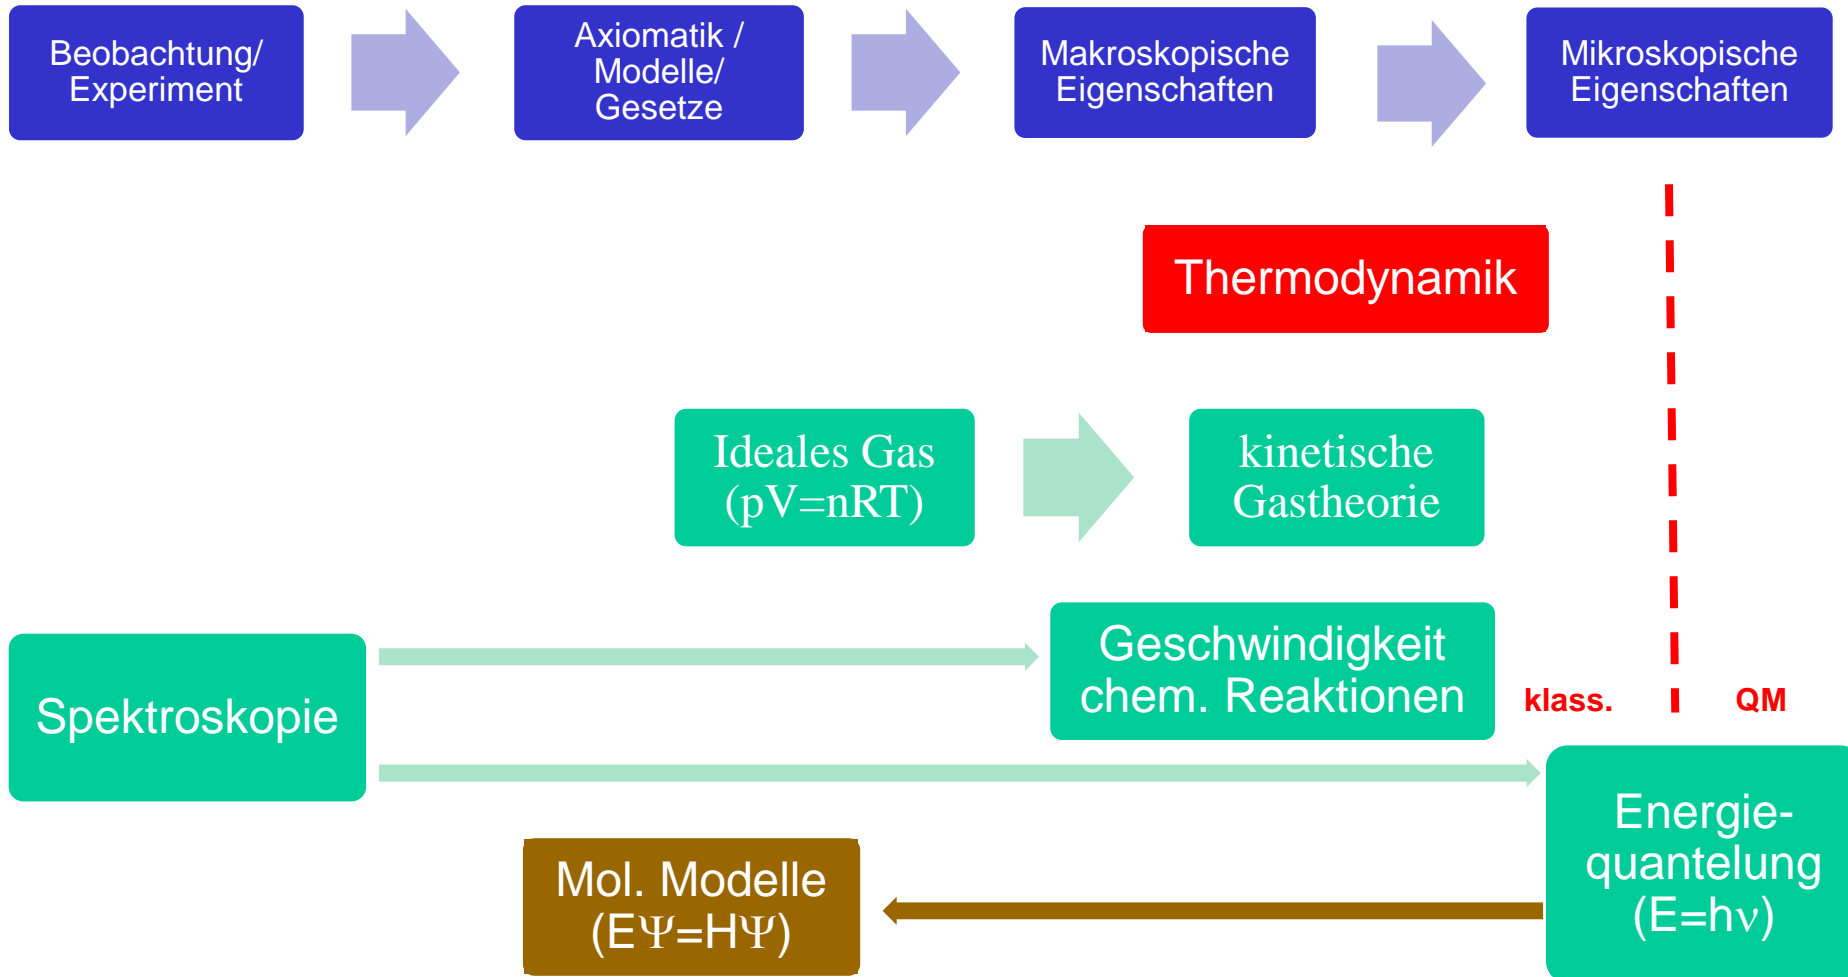 Beobachtung/
Experiment
Axiomatik /
Modelle/
Gesetze
Makroskopische
Eigenschaften
Mikroskopische
Eigenschaften
Thermodynamik
Ideales Gas
(pV=nRT)
kinetische
Gastheorie
Spektroskopie
Geschwindigkeit
chem. Reaktionen
klass.
QM
Energie-
quantelung
(E=hν)
Mol. Modelle
(EΨ=HΨ)